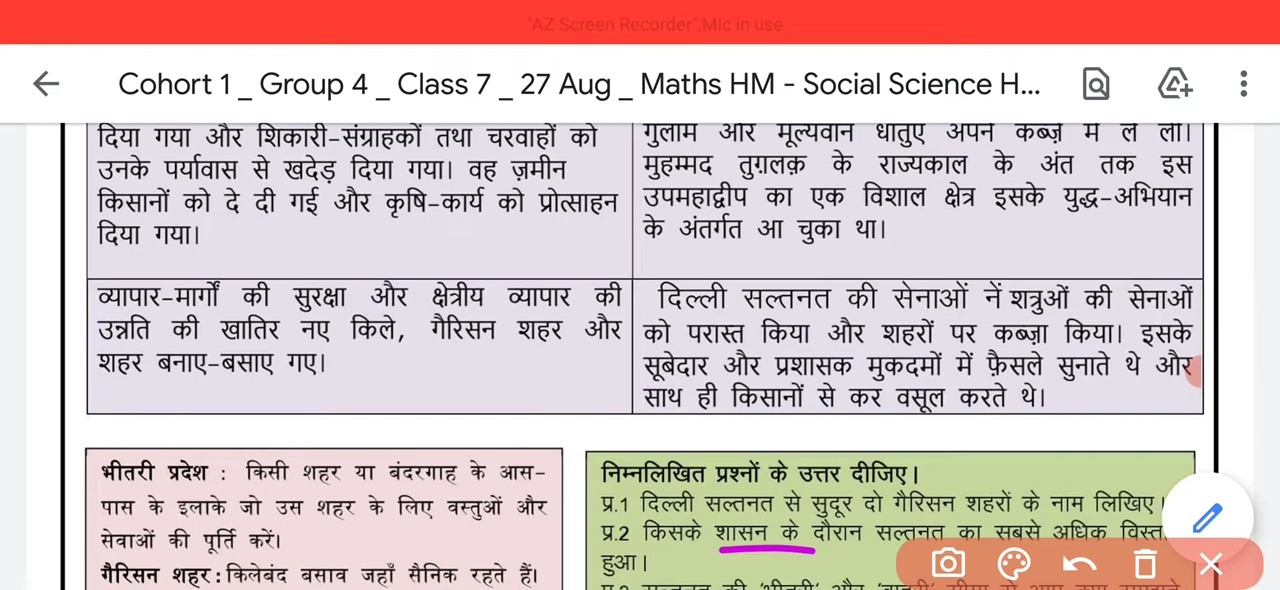 "AZ Screen Recorder",Mic in use
Cohort 1 _ Group 4 _ Class 7 _ 27 Aug _ Maths HM - Social Science H...
दिया गया और शिकारी-संग्राहकों तथा चरवाहों को
उनके पर्यावास से खदेड़ दिया गया। वह ज़मीन
किसानों को दे दी गई और कृषि-कार्य को प्रोत्साहन
दिया गया।
गुलाम और मूल्यवान धातुएँ अपने कब्ज़े में ले लीं।
मुहम्मद तुग़लक़ के राज्यकाल के अंत तक इस
उपमहाद्वीप का एक विशाल क्षेत्र इसके युद्ध-अभियान
के अंतर्गत आ चुका था।
व्यापार-मार्गों की सुरक्षा और क्षेत्रीय व्यापार की
उन्नति की खातिर नए किले, गैरिसन शहर और
शहर बनाए-बसाए गए।
दिल्ली सल्तनत की सेनाओं नें शत्रुओं की सेनाओं
को परास्त किया और शहरों पर कब्ज़ा किया। इसके
सूबेदार और प्रशासक मुकदमों में फ़ैसले सुनाते थे और
साथ ही किसानों से कर वसूल करते थे।
भीतरी प्रदेश : किसी शहर या बंदरगाह के आस-
पास के इलाके जो उस शहर के लिए वस्तुओं और
सेवाओं की पूर्ति करें।
गैरिसन शहर: किलेबंद बसाव जहाँ सैनिक रहते हैं।
निम्नलिखित प्रश्नों के उत्तर दीजिए।
प्र.1 दिल्ली सल्तनत से सुदूर दो गैरिसन शहरों के नाम लिखिए।
प्र.2 किसके शासन के दौरान सल्तनत का सबसे अधिक
हुआ।